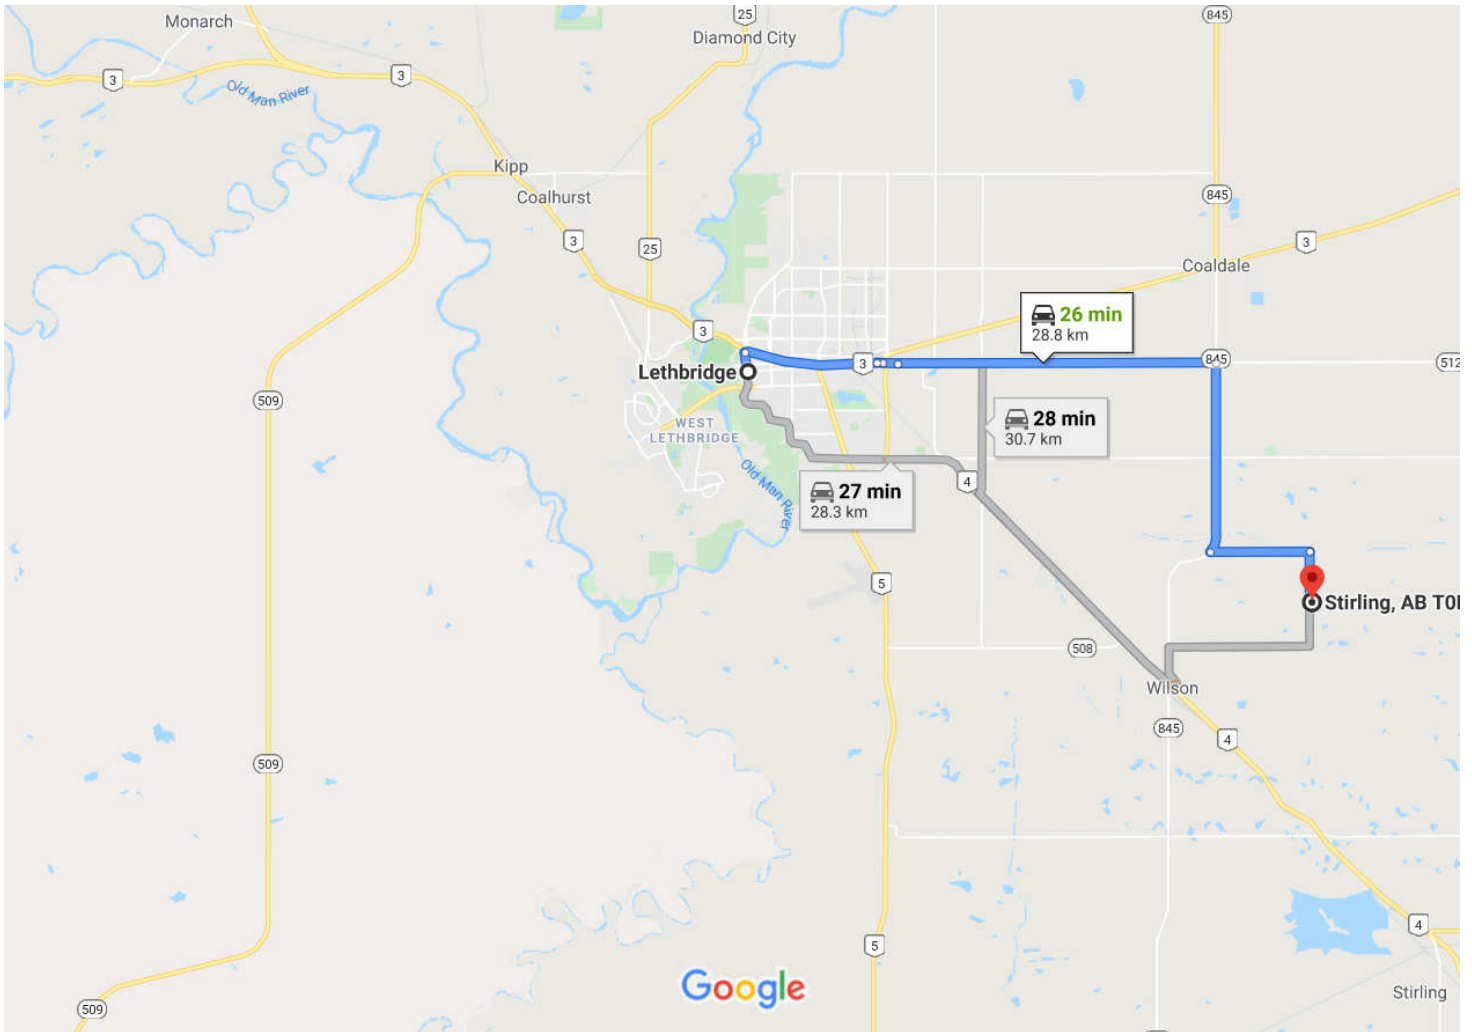 Monarch
25
Diamond City
845
3
3
Old Man River
Kipp
Coalhurst
845
3
25
3
Coaldale
3
26 min
28.8 km
Lethbridge
3
845
512
509
WEST
LETHBRIDGE
28 min
30.7 km
Old Man River
27 min
28.3 km
4
5
Stirling, AB T0
508
Wilson
845
4
509
4
5
Google
Stirling
509